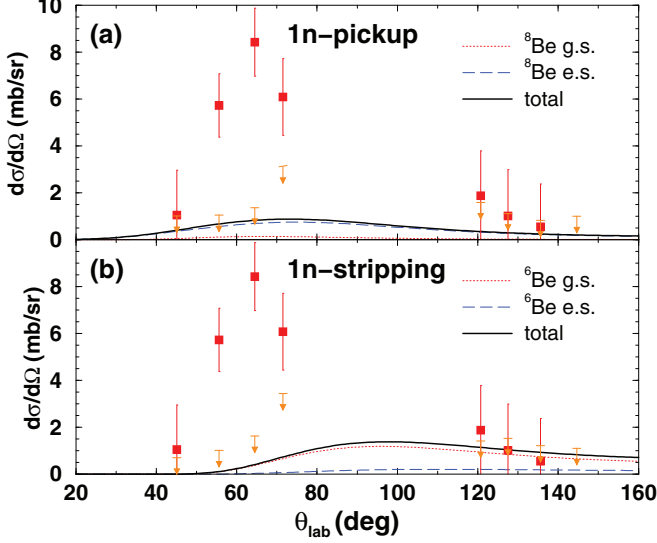 10
(a)
1n-pickup
8
⁸Be g.s.
⁸Be e.s.
total
6
4
2
0
dσ/dΩ (mb/sr)
(b)
1n-stripping
8
⁶Be g.s.
⁶Be e.s.
total
6
4
2
0
dσ/dΩ (mb/sr)
20 40 60 80 100 120 140 160
θlab (deg)